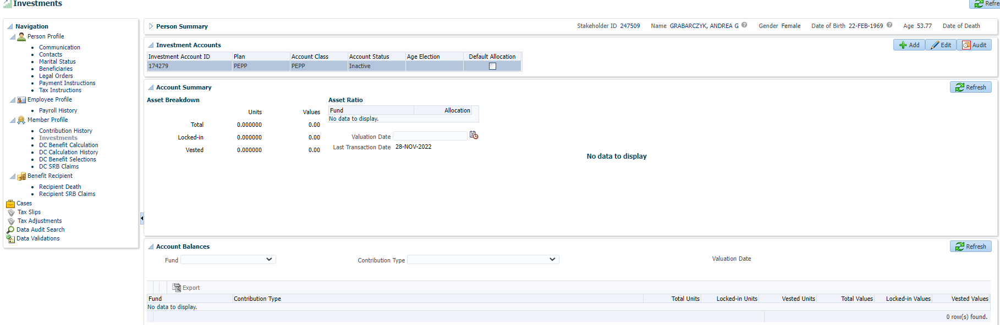 Investments
Refre
Navigation
Person Profile
Communication
Contacts
Marital Status
Beneficiaries
Legal Orders
Payment Instructions
Tax Instructions
Employee Profile
Payroll History
Member Profile
Contribution History
Investments
DC Benefit Calculation
DC Calculation History
DC Benefit Selections
DC SRB Claims
Benefit Recipient
Recipient Death
Recipient SRB Claims
Cases
Tax Slips
Tax Adjustments
Data Audit Search
Data Validations
Person Summary Stakeholder ID 247509 Name GRABARCZYK, ANDREA G Gender Female Date of Birth 22-FEB-1969 Age 53.77 Date of Death
Investment Accounts Add Edit Audit
Investment Account ID Plan Account Class Account Status Age Election Default Allocation
174279 PEPP PEPP Inactive
Account Summary Refresh
Asset Breakdown
Units Values
Total 0.000000 0.00
Locked-in 0.000000 0.00
Vested 0.000000 0.00
Asset Ratio
Fund Allocation
No data to display.
Valuation Date
Last Transaction Date 28-NOV-2022
No data to display
Account Balances Refresh
Fund Contribution Type Valuation Date
Export
Fund Contribution Type Total Units Locked-in Units Vested Units Total Values Locked-in Values Vested Values
No data to display.
0 row(s) found.